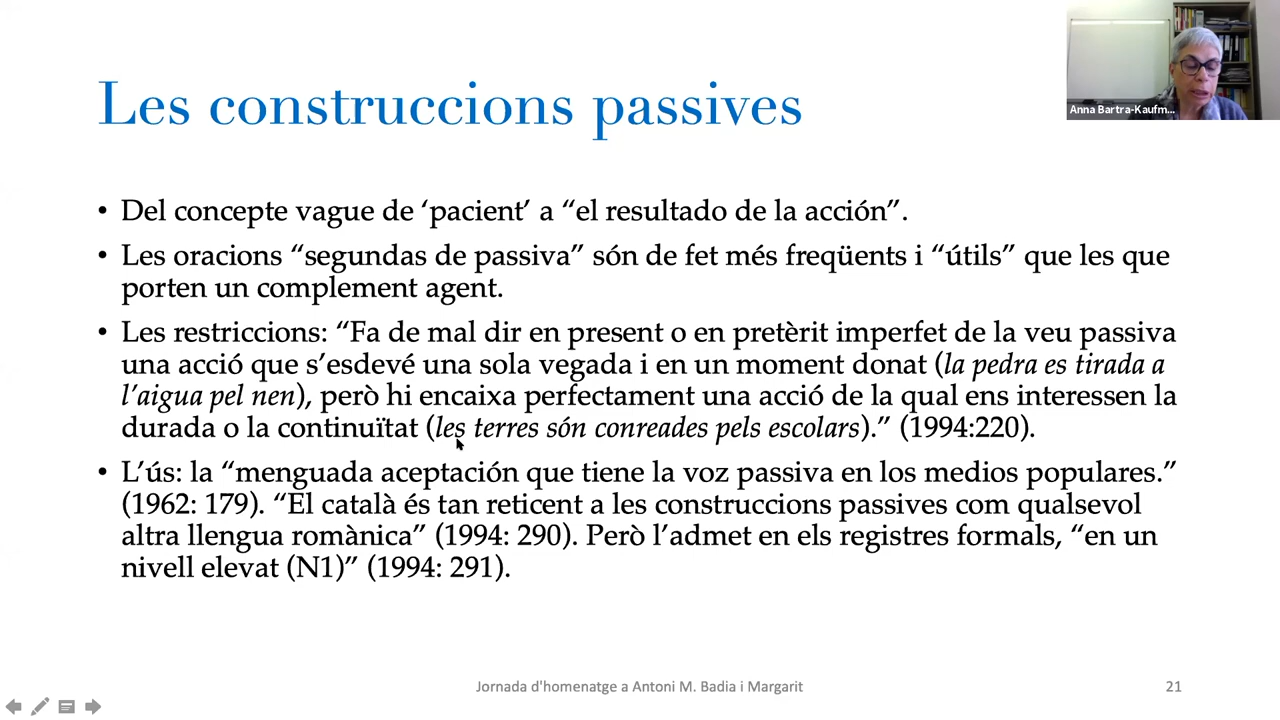 Les construccions passives
Anna Bartra-Kaufm...
• Del concepte vague de ‘pacient’ a “el resultado de la acción”.
• Les oracions “segundas de passiva” són de fet més freqüents i “útils” que les que
porten un complement agent.
• Les restriccions: “Fa de mal dir en present o en pretèrit imperfet de la veu passiva
una acció que s’esdevé una sola vegada i en un moment donat (la pedra es tirada a
l’aigua pel nen), però hi encaixa perfectament una acció de la qual ens interessen la
durada o la continuïtat (les terres són conreades pels escolars).” (1994:220).
• L’ús: la “menguada aceptación que tiene la voz passiva en los medios populares.”
(1962: 179). “El català és tan reticent a les construccions passives com qualsevol
altra llengua romànica” (1994: 290). Però l’admet en els registres formals, “en un
nivell elevat (N1)” (1994: 291).
Jornada d'homenatge a Antoni M. Badia i Margarit
21